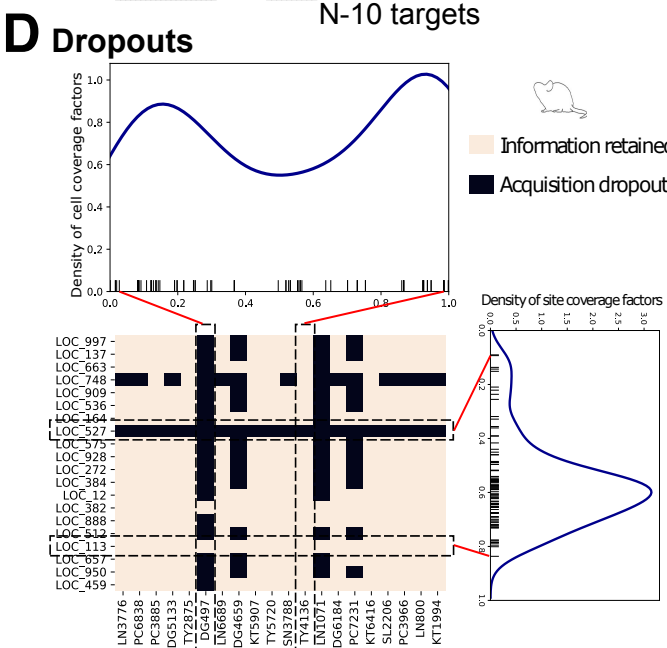 N-10 targets
D Dropouts
Density of cell coverage factors
1.0
0.8
0.6
0.4
0.2
0.0
0.0 0.2 0.4 0.6 0.8 1.0
Information retained
Acquisition dropout
Density of site coverage factors
0.0 0.5 1.0 1.5 2.0 2.5 3.0
0.0
0.2
0.4
0.6
0.8
1.0
LOC_997
LOC_137
LOC_663
LOC_748
LOC_909
LOC_536
LOC_164
LOC_527
LOC_575
LOC_928
LOC_272
LOC_384
LOC_12
LOC_382
LOC_888
LOC_512
LOC_113
LOC_657
LOC_950
LOC_459
LN3776
PC6838
PC3885
DG5133
TY2875
DG497
LN6689
DG4659
KT5907
TY5720
SN3788
TY4136
LN1071
DG6184
PC7231
KT6416
SL2206
PC3966
LN800
KT1994